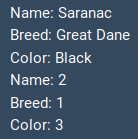 Name: Saranac
Breed: Great Dane
Color: Black
Name: 2
Breed: 1
Color: 3